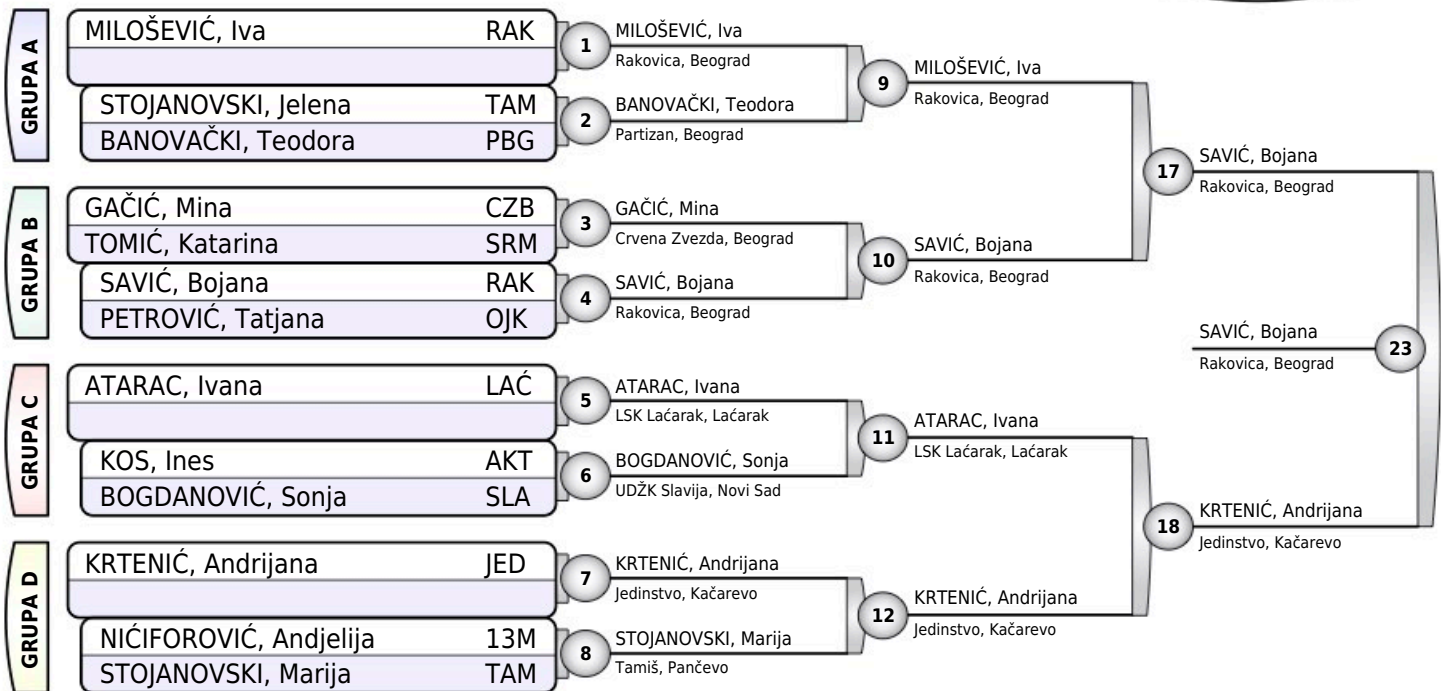 GRUPA A
MILOŠEVIĆ, Iva RAK
STOJANOVSKI, Jelena TAM
BANOVAČKI, Teodora PBG
GRUPA B
GAČIĆ, Mina CZB
TOMIĆ, Katarina SRM
SAVIĆ, Bojana RAK
PETROVIĆ, Tatjana OJK
GRUPA C
ATARAC, Ivana LAĆ
KOS, Ines AKT
BOGDANOVIĆ, Sonja SLA
GRUPA D
KRTENIĆ, Andrijana JED
NIĆIFOROVIĆ, Andjelija 13M
STOJANOVSKI, Marija TAM
1
MILOŠEVIĆ, Iva
Rakovica, Beograd
2
BANOVAČKI, Teodora
Partizan, Beograd
3
GAČIĆ, Mina
Crvena Zvezda, Beograd
4
SAVIĆ, Bojana
Rakovica, Beograd
5
ATARAC, Ivana
LSK Laćarak, Laćarak
6
BOGDANOVIĆ, Sonja
UDŽK Slavija, Novi Sad
7
KRTENIĆ, Andrijana
Jedinstvo, Kačarevo
8
STOJANOVSKI, Marija
Tamiš, Pančevo
9
MILOŠEVIĆ, Iva
Rakovica, Beograd
10
SAVIĆ, Bojana
Rakovica, Beograd
11
ATARAC, Ivana
LSK Laćarak, Laćarak
12
KRTENIĆ, Andrijana
Jedinstvo, Kačarevo
17
SAVIĆ, Bojana
Rakovica, Beograd
18
KRTENIĆ, Andrijana
Jedinstvo, Kačarevo
SAVIĆ, Bojana
Rakovica, Beograd
23